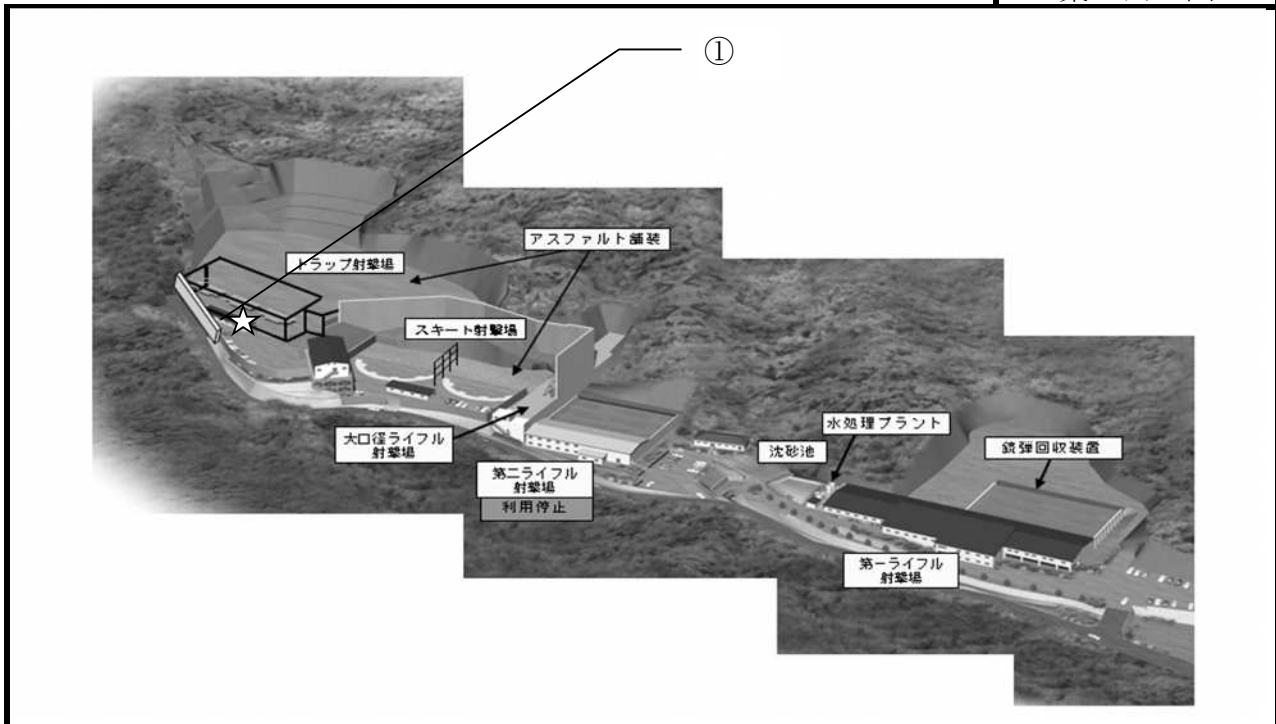 ①
アスファルト舗装
トラップ射撃場
スキート射撃場
大口径ライフル
射撃場
第二ライフル
射撃場
利用停止
水処理プラント
沈砂池
銃弾回収装置
第一ライフル
射撃場